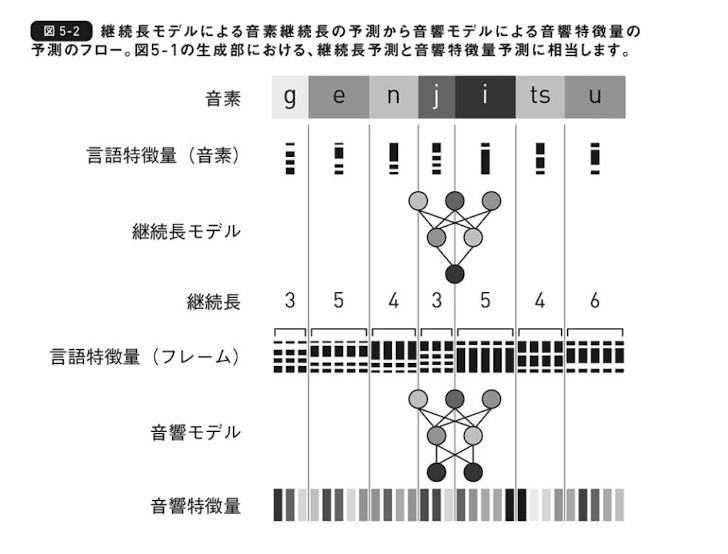 図5-2 継続長モデルによる音素継続長の予測から音響モデルによる音響特徴量の
予測のフロー。図5-1の生成部における、継続長予測と音響特徴量予測に相当します。
音素 g e n j i ts u
言語特徴量（音素）
継続長モデル
継続長 3 5 4 3 5 4 6
言語特徴量（フレーム）
音響モデル
音響特徴量